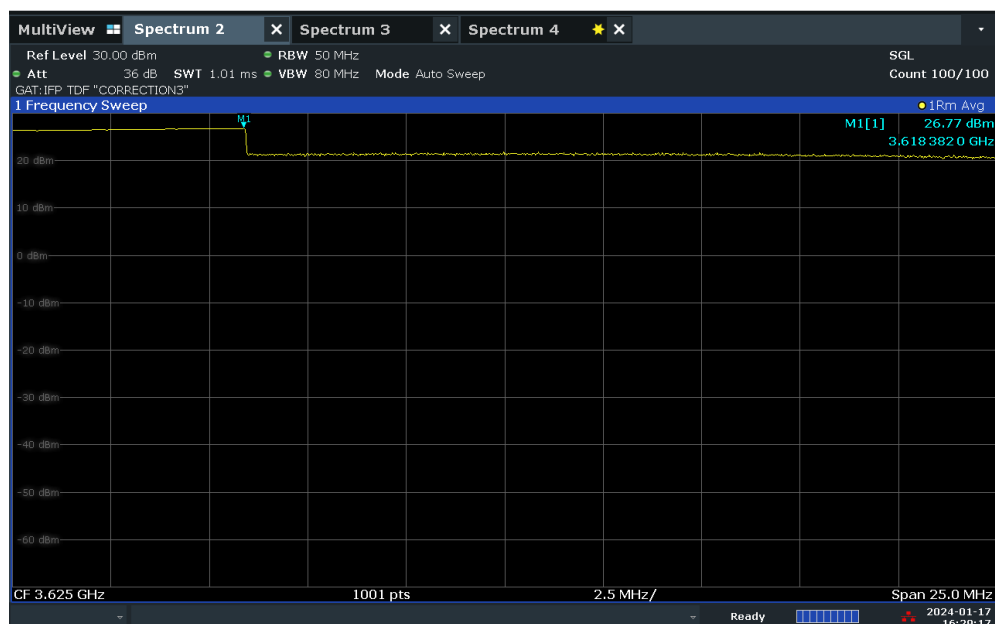 MultiView Spectrum 2 Spectrum 3 Spectrum 4
Ref Level 30.00 dBm RBW 50 MHz SGL
Att 36 dB SWT 1.01 ms VBW 80 MHz Mode Auto Sweep Count 100/100
GAT:IFP TDF "CORRECTION3"
1 Frequency Sweep 1Rm Avg
M1
M1[1] 26.77 dBm
3.618 382 0 GHz
20 dBm
10 dBm
0 dBm
-10 dBm
-20 dBm
-30 dBm
-40 dBm
-50 dBm
-60 dBm
CF 3.625 GHz 1001 pts 2.5 MHz/ Span 25.0 MHz
Ready 2024-01-17
16:29:17